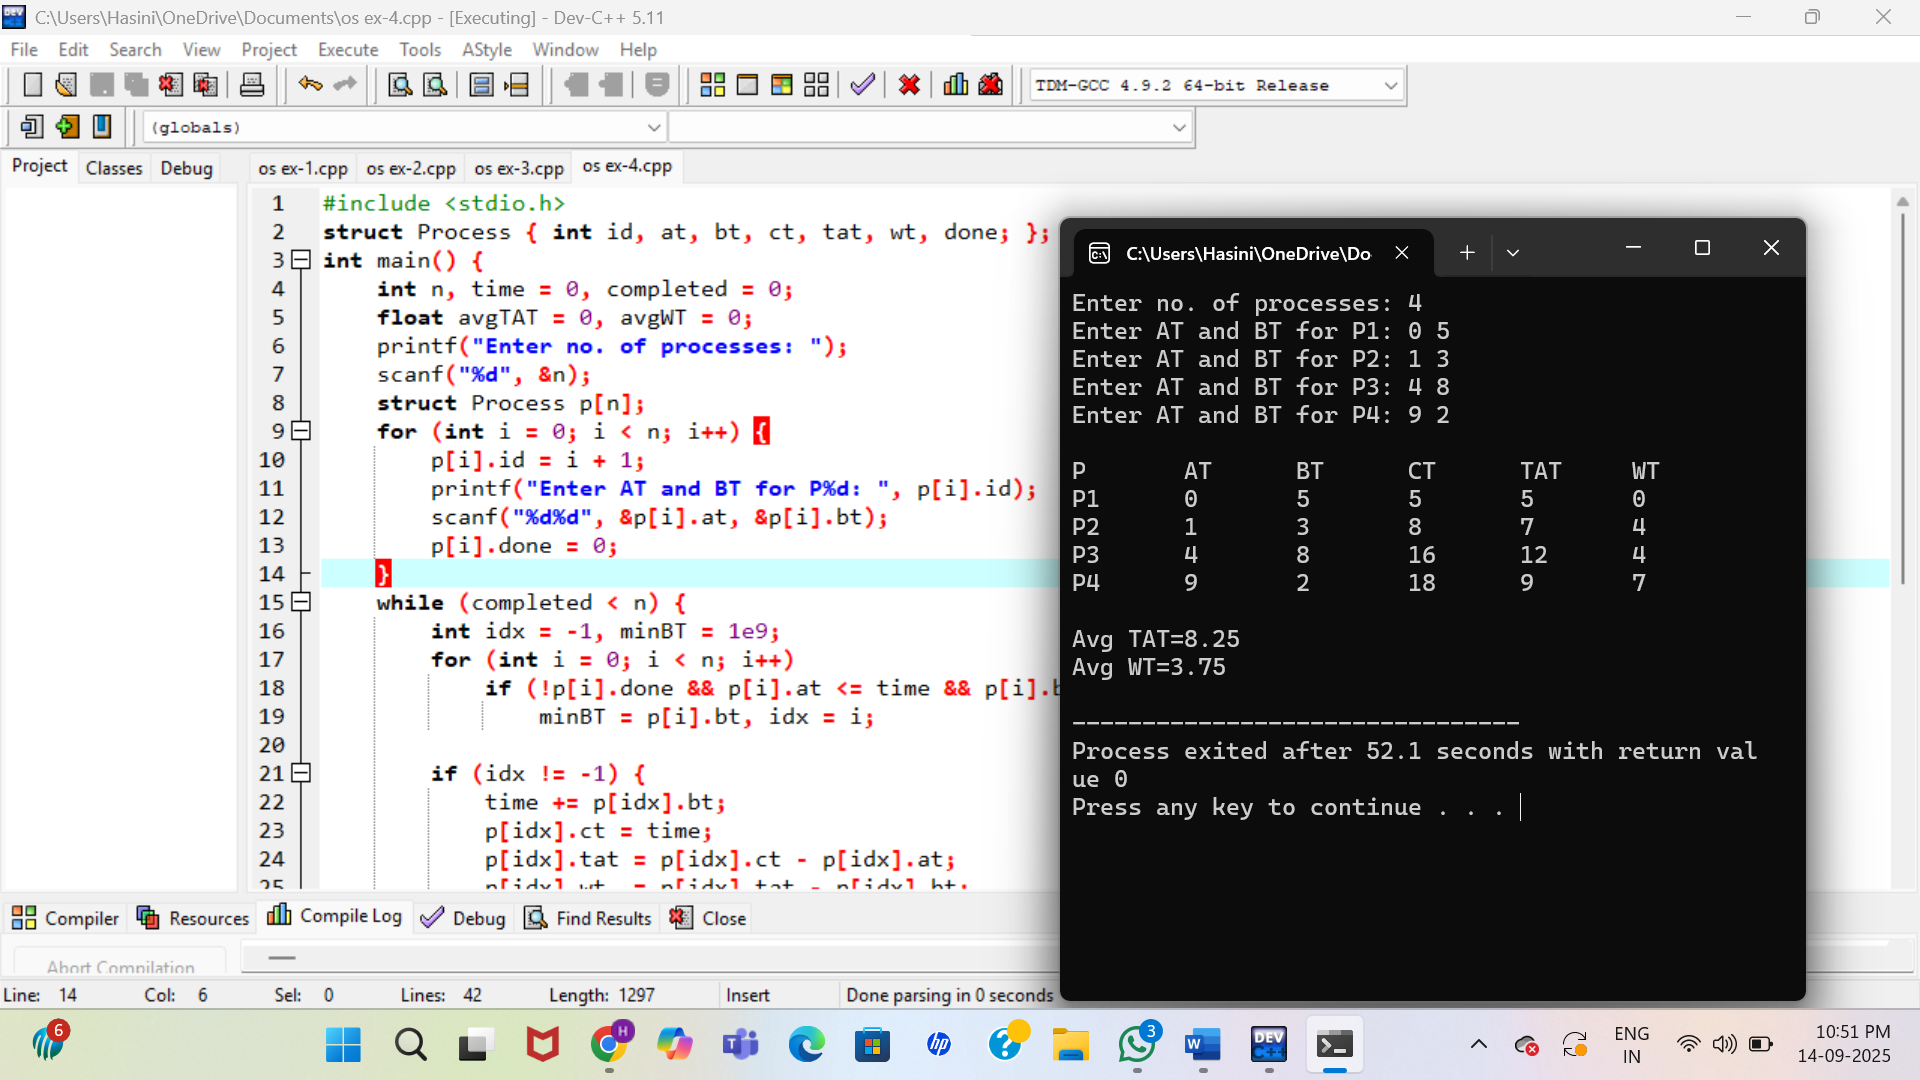 C:\Users\Hasini\OneDrive\Documents\os ex-4.cpp - [Executing] - Dev-C++ 5.11
File Edit Search View Project Execute Tools AStyle Window Help
TDM-GCC 4.9.2 64-bit Release
(globals)
Project Classes Debug
os ex-1.cpp os ex-2.cpp os ex-3.cpp os ex-4.cpp
1 #include <stdio.h>
2 struct Process { int id, at, bt, ct, tat, wt, done; };
3 int main() {
4 int n, time = 0, completed = 0;
5 float avgTAT = 0, avgWT = 0;
6 printf("Enter no. of processes: ");
7 scanf("%d", &n);
8 struct Process p[n];
9 for (int i = 0; i < n; i++) {
10 p[i].id = i + 1;
11 printf("Enter AT and BT for P%d: ", p[i].id);
12 scanf("%d%d", &p[i].at, &p[i].bt);
13 p[i].done = 0;
14 }
15 while (completed < n) {
16 int idx = -1, minBT = 1e9;
17 for (int i = 0; i < n; i++)
18 if (!p[i].done && p[i].at <= time && p[i].b
19 minBT = p[i].bt, idx = i;
20
21 if (idx != -1) {
22 time += p[idx].bt;
23 p[idx].ct = time;
24 p[idx].tat = p[idx].ct - p[idx].at;
25 p[idx].wt = p[idx].tat - p[idx].bt;
C:\Users\Hasini\OneDrive\Do
Enter no. of processes: 4
Enter AT and BT for P1: 0 5
Enter AT and BT for P2: 1 3
Enter AT and BT for P3: 4 8
Enter AT and BT for P4: 9 2
P AT BT CT TAT WT
P1 0 5 5 5 0
P2 1 3 8 7 4
P3 4 8 16 12 4
P4 9 2 18 9 7
Avg TAT=8.25
Avg WT=3.75
--------------------------------
Process exited after 52.1 seconds with return val
ue 0
Press any key to continue . . .
Compiler Resources Compile Log Debug Find Results Close
Abort Compilation
Line: 14 Col: 6 Sel: 0 Lines: 42 Length: 1297 Insert Done parsing in 0 seconds
6
H
3
DEV C++
ENG
IN
10:51 PM
14-09-2025